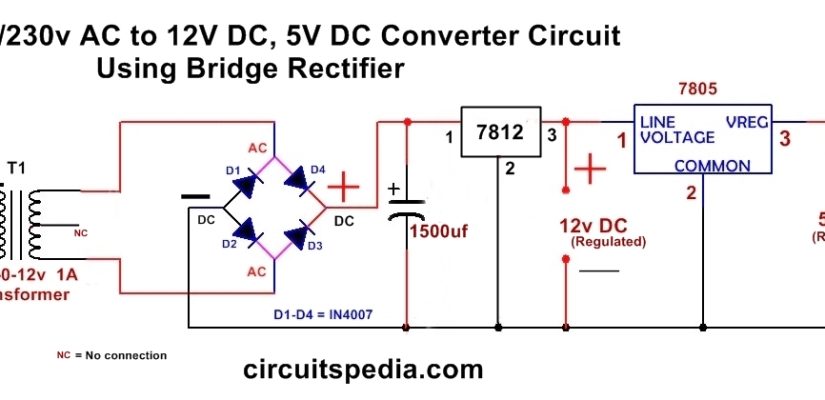 /230v AC to 12V DC, 5V DC Converter Circuit
Using Bridge Rectifier
7805
T1
AC
D1
D4
+
1
7812
3
1
LINE
VOLTAGE
VREG
3
COMMON
2
2
DC
DC
+
NC
D2
D3
AC
1500uf
12v DC
(Regulated)
5
(R
-0-12v 1A
nsformer
D1-D4 = IN4007
NC = No connection
circuitspedia.com